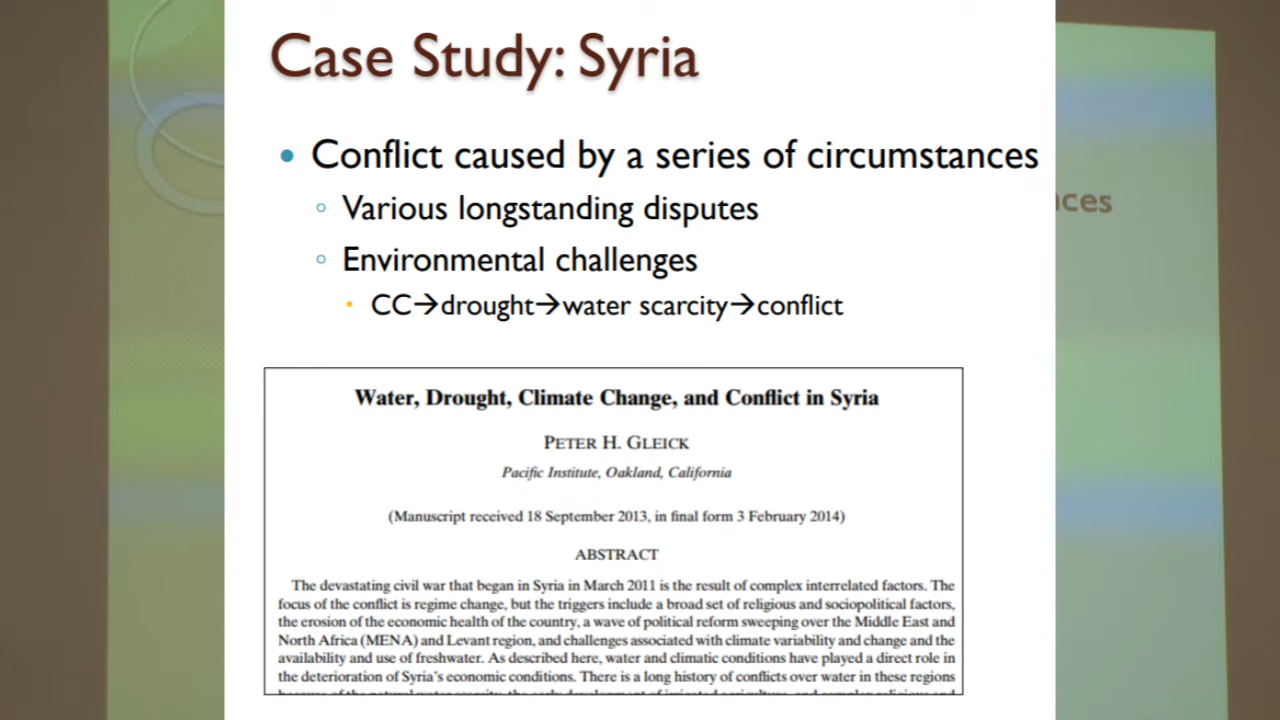 Case Study: Syria
• Conflict caused by a series of circumstances
◦ Various longstanding disputes
◦ Environmental challenges
• CC→drought→water scarcity→conflict
Water, Drought, Climate Change, and Conflict in Syria
PETER H. GLEICK
Pacific Institute, Oakland, California
(Manuscript received 18 September 2013, in final form 3 February 2014)
ABSTRACT
The devastating civil war that began in Syria in March 2011 is the result of complex interrelated factors. The
focus of the conflict is regime change, but the triggers include a broad set of religious and sociopolitical factors,
the erosion of the economic health of the country, a wave of political reform sweeping over the Middle East and
North Africa (MENA) and Levant region, and challenges associated with climate variability and change and the
availability and use of freshwater. As described here, water and climatic conditions have played a direct role in
the deterioration of Syria's economic conditions. There is a long history of conflicts over water in these regions